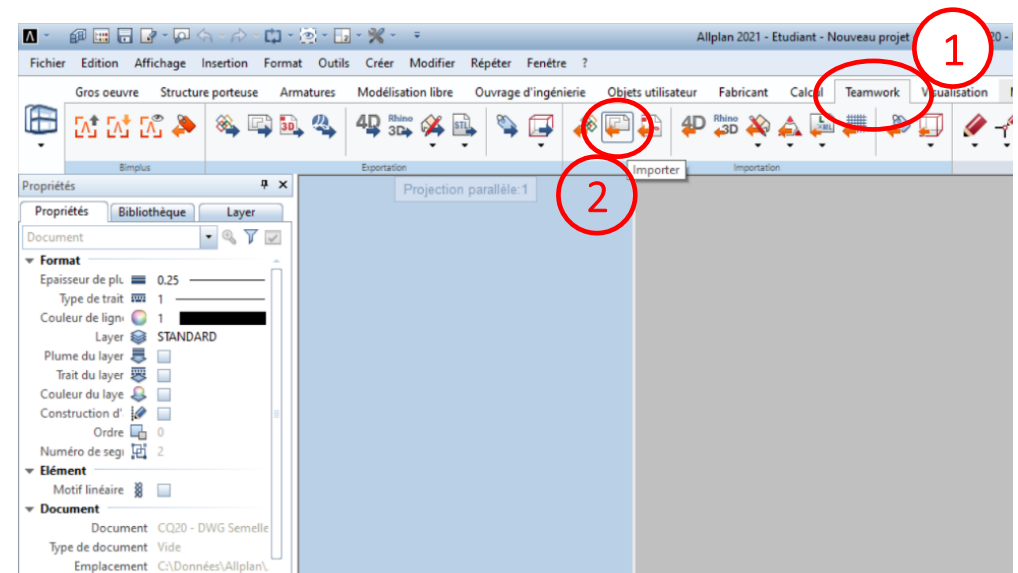 Allplan 2021 - Etudiant - Nouveau projet
20 -
1
Fichier Edition Affichage Insertion Format Outils Créer Modifier Répéter Fenêtre ?
Gros oeuvre Structure porteuse Armatures Modélisation libre Ouvrage d'ingénierie Objets utilisateur Fabricant Calcul Teamwork Visualisation
3D 4D Rhino 3D STL 4D Rhino 3D
Bimplus Exportation Importer Importation
Propriétés
Projection parallèle:1
2
Propriétés Bibliothèque Layer
Document
Format
Epaisseur de plu 0.25
Type de trait 1
Couleur de lign 1
Layer STANDARD
Plume du layer
Trait du layer
Couleur du laye
Construction d'
Ordre 0
Numéro de seg 2
Elément
Motif linéaire
Document
Document CQ20 - DWG Semelle
Type de document Vide
Emplacement C:\Données\Allplan\